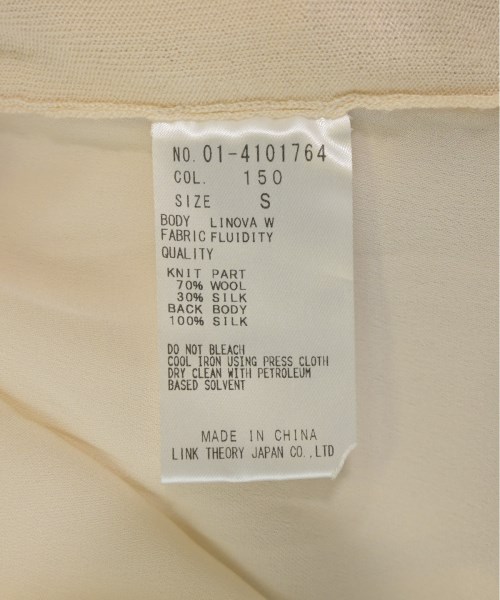 NO. 01-4101764
COL. 150
SIZE S
BODY LINOVA W
FABRIC FLUIDITY
QUALITY
KNIT PART
70% WOOL
30% SILK
BACK BODY
100% SILK
DO NOT BLEACH
COOL IRON USING PRESS CLOTH
DRY CLEAN WITH PETROLEUM
BASED SOLVENT
MADE IN CHINA
LINK THEORY JAPAN CO.,LTD